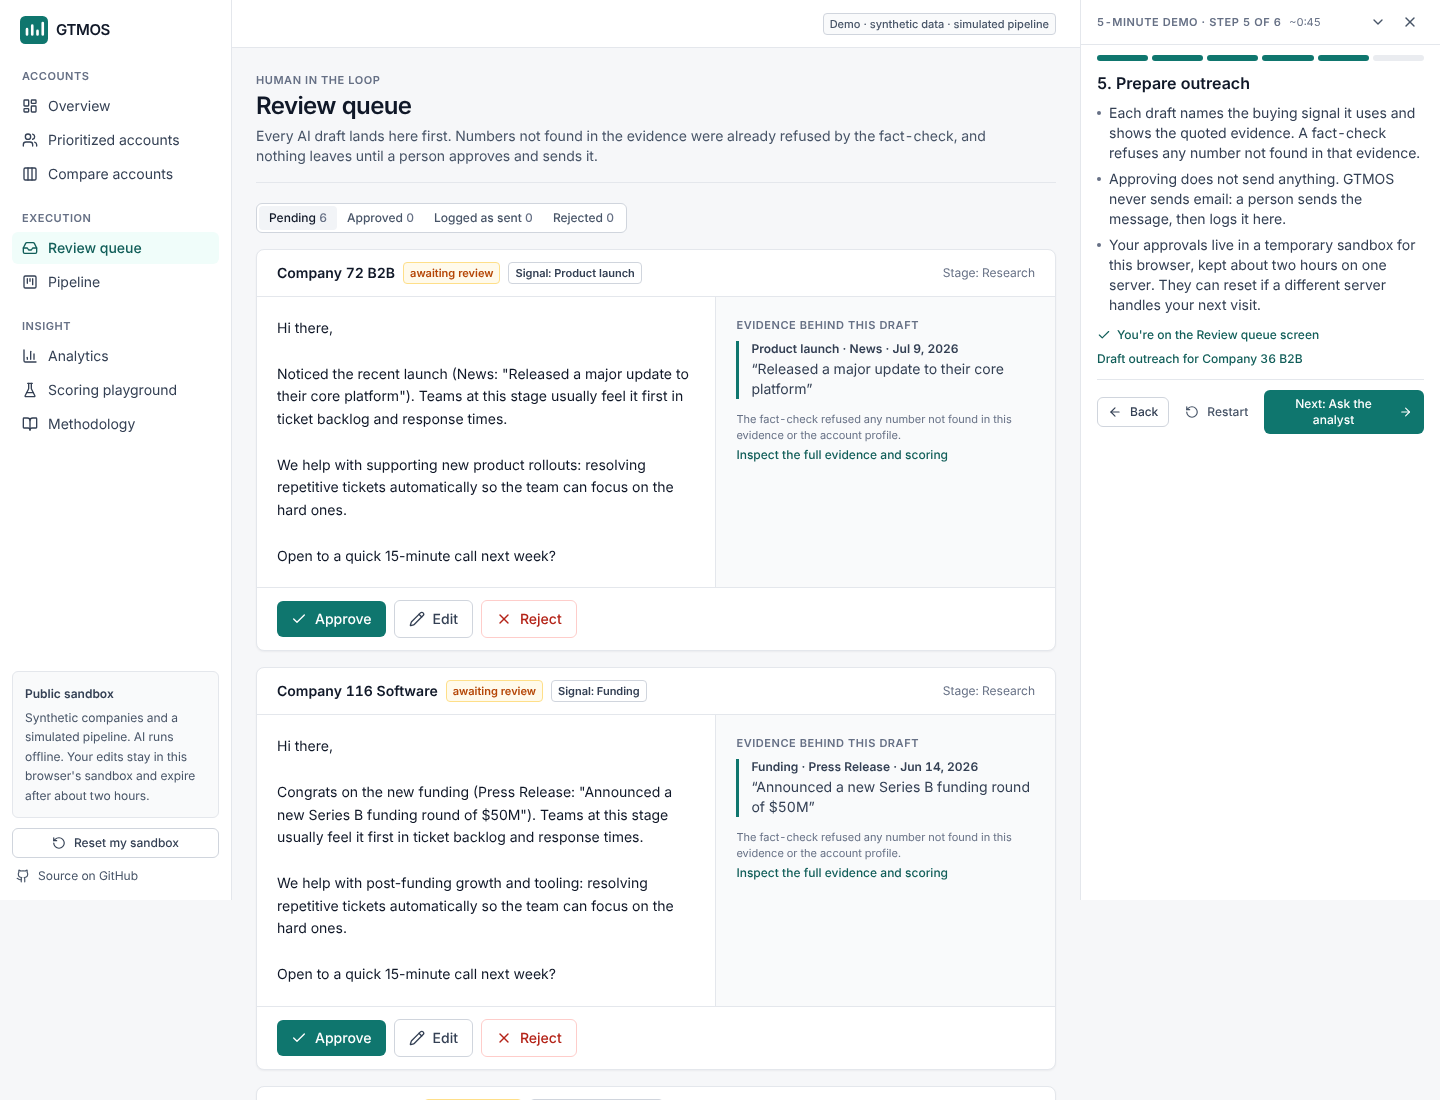 GTMOS
ACCOUNTS
Overview
Prioritized accounts
Compare accounts
EXECUTION
Review queue
Pipeline
INSIGHT
Analytics
Scoring playground
Methodology
Public sandbox
Synthetic companies and a
simulated pipeline. AI runs
offline. Your edits stay in this
browser's sandbox and expire
after about two hours.
Reset my sandbox
Source on GitHub
Demo · synthetic data · simulated pipeline
HUMAN IN THE LOOP
Review queue
Every AI draft lands here first. Numbers not found in the evidence were already refused by the fact-check, and
nothing leaves until a person approves and sends it.
Pending 6
Approved 0
Logged as sent 0
Rejected 0
Company 72 B2B
awaiting review
Signal: Product launch
Stage: Research
Hi there,
Noticed the recent launch (News: "Released a major update to
their core platform"). Teams at this stage usually feel it first in
ticket backlog and response times.
We help with supporting new product rollouts: resolving
repetitive tickets automatically so the team can focus on the
hard ones.
Open to a quick 15-minute call next week?
EVIDENCE BEHIND THIS DRAFT
Product launch · News · Jul 9, 2026
“Released a major update to their core
platform”
The fact-check refused any number not found in this
evidence or the account profile.
Inspect the full evidence and scoring
Approve
Edit
Reject
Company 116 Software
awaiting review
Signal: Funding
Stage: Research
Hi there,
Congrats on the new funding (Press Release: "Announced a
new Series B funding round of $50M"). Teams at this stage
usually feel it first in ticket backlog and response times.
We help with post-funding growth and tooling: resolving
repetitive tickets automatically so the team can focus on the
hard ones.
Open to a quick 15-minute call next week?
EVIDENCE BEHIND THIS DRAFT
Funding · Press Release · Jun 14, 2026
“Announced a new Series B funding round
of $50M”
The fact-check refused any number not found in this
evidence or the account profile.
Inspect the full evidence and scoring
Approve
Edit
Reject
5-MINUTE DEMO · STEP 5 OF 6 ~0:45
5. Prepare outreach
• Each draft names the buying signal it uses and
shows the quoted evidence. A fact-check
refuses any number not found in that evidence.
• Approving does not send anything. GTMOS
never sends email: a person sends the
message, then logs it here.
• Your approvals live in a temporary sandbox for
this browser, kept about two hours on one
server. They can reset if a different server
handles your next visit.
You're on the Review queue screen
Draft outreach for Company 36 B2B
Back
Restart
Next: Ask the
analyst